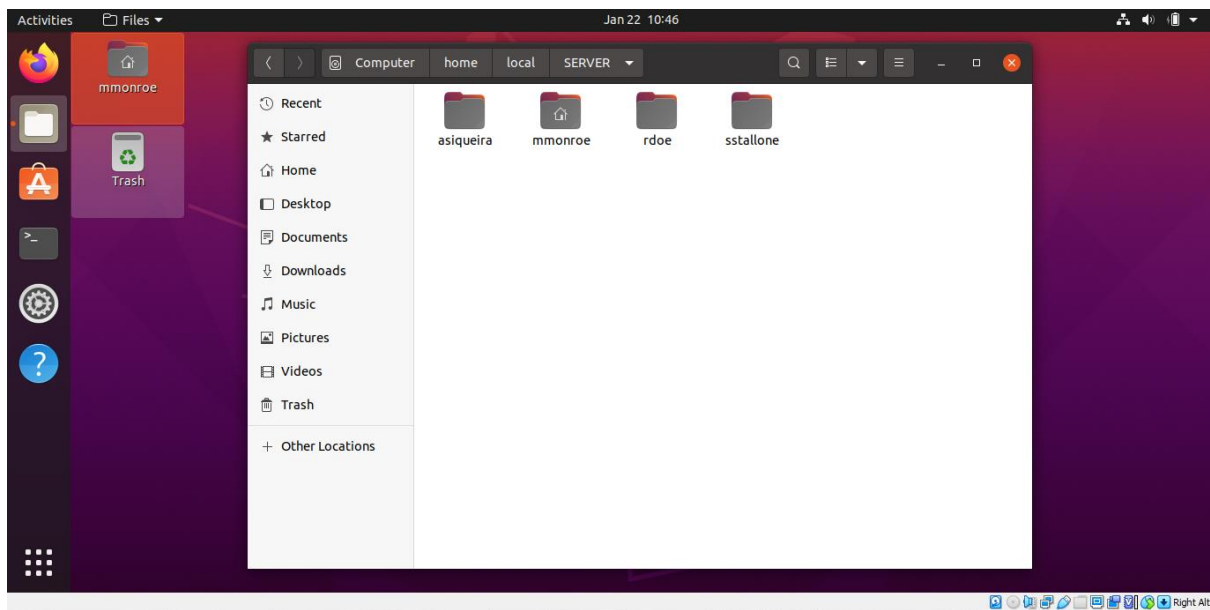 Activities Files Jan 22 10:46
mmonroe
Trash
Computer home local SERVER
Recent
Starred
Home
Desktop
Documents
Downloads
Music
Pictures
Videos
Trash
+ Other Locations
asiqueira mmonroe rdoe sstallone
Right Alt